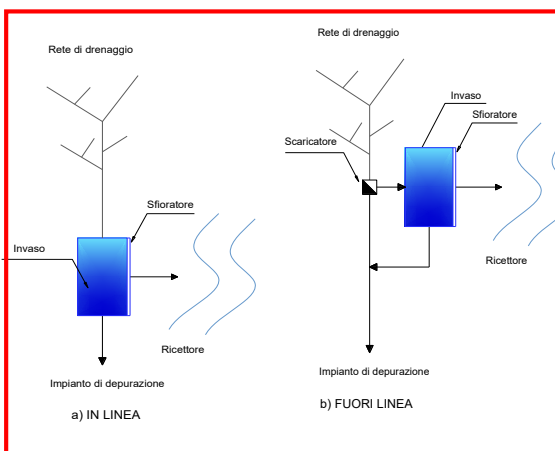 Rete di drenaggio
Sfioratore
Invaso
Ricettore
Impianto di depurazione
a) IN LINEA
Rete di drenaggio
Invaso
Sfioratore
Scaricatore
Ricettore
Impianto di depurazione
b) FUORI LINEA